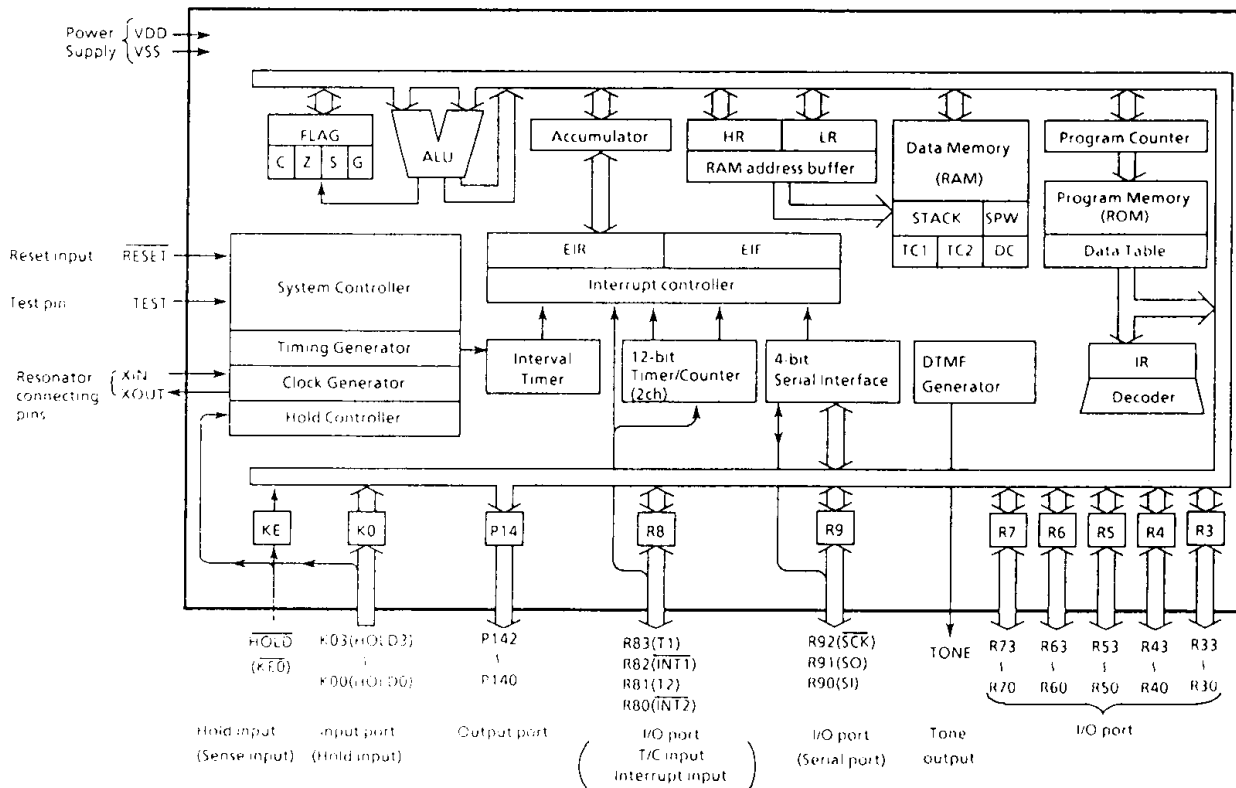 Power VDD
Supply VSS
FLAG
C Z S G
ALU
Accumulator
HR LR
RAM address buffer
Data Memory
(RAM)
STACK SPW
TC1 TC2 DC
Program Counter
Program Memory
(ROM)
Data Table
Reset input RESET
Test pin TEST
Resonator
connecting
pins
XIN
XOUT
System Controller
Timing Generator
Clock Generator
Hold Controller
EIR EIF
Interrupt controller
Interval
Timer
12-bit
Timer/Counter
(2ch)
4-bit
Serial Interface
DTMF
Generator
IR
Decoder
KE K0 P14 R8 R9 R7 R6 R5 R4 R3
HOLD
(KE0)
K03(HOLD3)
~
K00(HOLD0)
P142
~
P140
R83(T1)
R82(INT1)
R81(T2)
R80(INT2)
R92(SCK)
R91(SO)
R90(SI)
TONE
R73 R63 R53 R43 R33
~ ~ ~ ~ ~
R70 R60 R50 R40 R30
Hold input
(Sense input)
Input port
(Hold input)
Output port
I/O port
(T/C input
Interrupt input)
I/O port
(Serial port)
Tone
output
I/O port